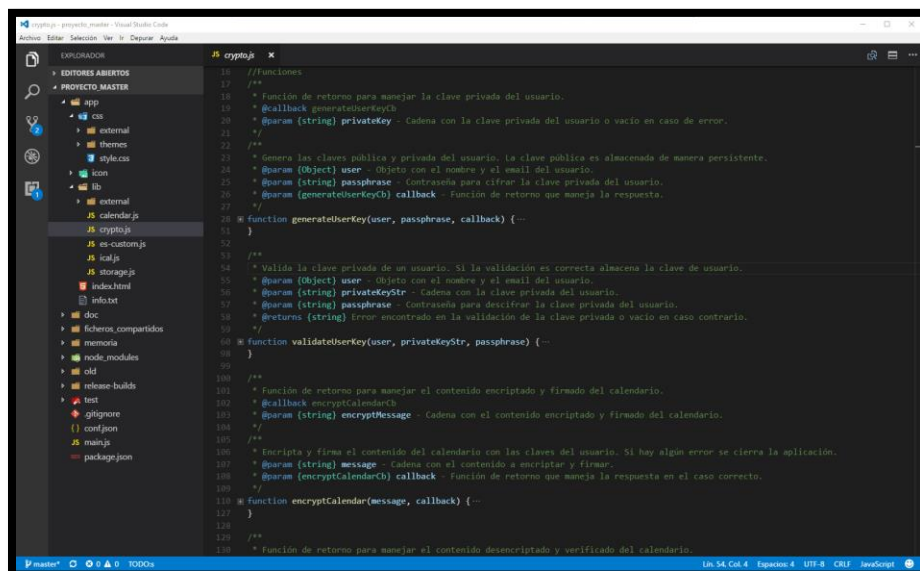 crypto.js - proyecto_master - Visual Studio Code
Archivo Editar Selección Ver Ir Depurar Ayuda
EXPLORADOR
EDITORES ABIERTOS
PROYECTO_MASTER
app
css
external
themes
style.css
icon
lib
external
JS calendar.js
JS crypto.js
JS es-custom.js
JS ical.js
JS storage.js
index.html
info.txt
doc
ficheros_compartidos
memoria
node_modules
old
release-builds
test
.gitignore
{} conf.json
JS main.js
package.json
2
1
JS crypto.js ×
16 //Funciones
17 /**
18 * Función de retorno para manejar la clave privada del usuario.
19 * @callback generateUserKeyCb
20 * @param {string} privateKey - Cadena con la clave privada del usuario o vacío en caso de error.
21 */
22 /**
23 * Genera las claves pública y privada del usuario. La clave pública es almacenada de manera persistente.
24 * @param {Object} user - Objeto con el nombre y el email del usuario.
25 * @param {string} passphrase - Contraseña para cifrar la clave privada del usuario.
26 * @param {generateUserKeyCb} callback - Función de retorno que maneja la respuesta.
27 */
28 function generateUserKey(user, passphrase, callback) {…
51 }
52
53 /**
54 * Valida la clave privada de un usuario. Si la validación es correcta almacena la clave de usuario.
55 * @param {Object} user - Objeto con el nombre y el email del usuario.
56 * @param {string} privateKeyStr - Cadena con la clave privada del usuario.
57 * @param {string} passphrase - Contraseña para descifrar la clave privada del usuario.
58 * @returns {string} Error encontrado en la validación de la clave privada o vacío en caso contrario.
59 */
60 function validateUserKey(user, privateKeyStr, passphrase) {…
98 }
99
100 /**
101 * Función de retorno para manejar el contenido encriptado y firmado del calendario.
102 * @callback encryptCalendarCb
103 * @param {string} encryptMessage - Cadena con el contenido encriptado y firmado del calendario.
104 */
105 /**
106 * Encripta y firma el contenido del calendario con las claves del usuario. Si hay algún error se cierra la aplicación.
107 * @param {string} message - Cadena con el contenido a encriptar y firmar.
108 * @param {encryptCalendarCb} callback - Función de retorno que maneja la respuesta en el caso correcto.
109 */
110 function encryptCalendar(message, callback) {…
127 }
128
129 /**
130 * Función de retorno para manejar el contenido desencriptado y verificado del calendario.
master* 0 0 TODOs
Lín. 54, Col. 4 Espacios: 4 UTF-8 CRLF JavaScript